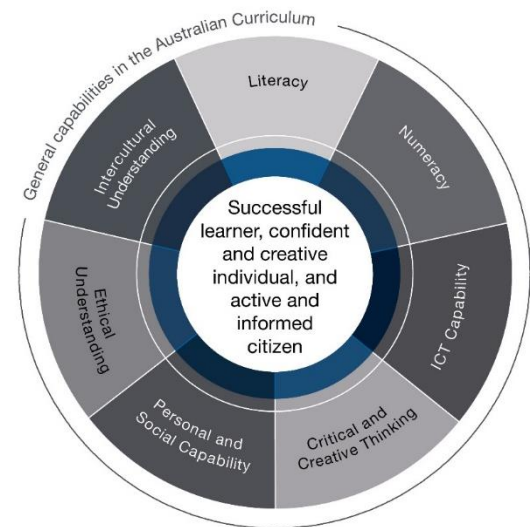 General capabilities in the Australian Curriculum
Literacy
Numeracy
ICT Capability
Critical and
Creative Thinking
Personal and
Social Capability
Ethical
Understanding
Intercultural
Understanding
Successful
learner, confident
and creative
individual, and
active and
informed
citizen